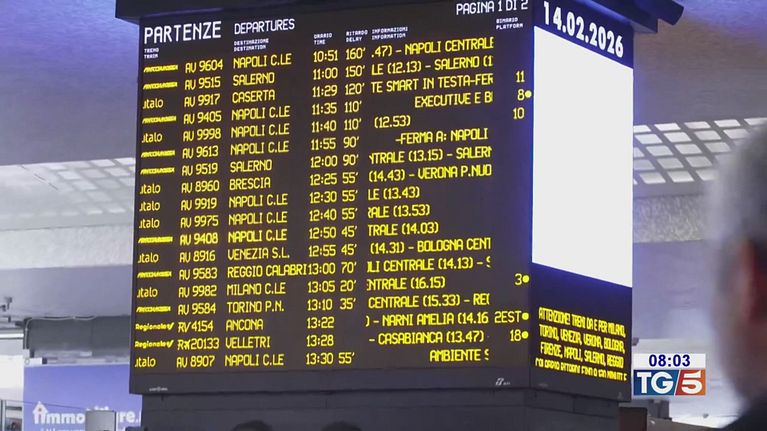 PARTENZE DEPARTURES PAGINA 1 DI 2
TRENO TRAIN DESTINAZIONE DESTINATION ORARIO TIME RITARDO DELAY INFORMAZIONI INFORMATION BINARIO PLATFORM
AV 9604 NAPOLI C.LE 10:51 160' .47) - NAPOLI CENTRALE
AV 9515 SALERNO 11:00 150' LE (12.13) - SALERNO (1 11
italo AV 9917 CASERTA 11:29 120' TE SMART IN TESTA-FER 8
AV 9405 NAPOLI C.LE 11:35 110' EXECUTIVE E B 10
italo AV 9998 NAPOLI C.LE 11:40 110' (12.53)
AV 9613 NAPOLI C.LE 11:55 90' -FERMA A: NAPOLI
AV 9519 SALERNO 12:00 90' NTRALE (13.15) - SALER
italo AV 8960 BRESCIA 12:25 55' (14.43) - VERONA P.NUO
italo AV 9919 NAPOLI C.LE 12:30 55' LE (13.43)
italo AV 9975 NAPOLI C.LE 12:40 55' RALE (13.53)
AV 9408 NAPOLI C.LE 12:50 45' TRALE (14.03)
italo AV 8916 VENEZIA S.L. 12:55 45' (14.31) - BOLOGNA CENT
AV 9583 REGGIO CALABRI 13:00 70' LI CENTRALE (14.13) - S
italo AV 9982 MILANO C.LE 13:05 20' ENTRALE (16.15) 3
AV 9584 TORINO P.N. 13:10 35' CENTRALE (15.33) - REG
Regionale RV 4154 ANCONA 13:22 ) - NARNI AMELIA (14.16 2EST
Regionale 20133 VELLETRI 13:28 - CASABIANCA (13.47) 18
italo AV 8907 NAPOLI C.LE 13:30 55' AMBIENTE S
14.02.2026
ATTENZIONE! TRENI DA E PER MILANO,
TORINO, VENEZIA, VERONA, BOLOGNA,
FIRENZE, NAPOLI, SALERNO, REGGIO
immobiliare
08:03
TG5